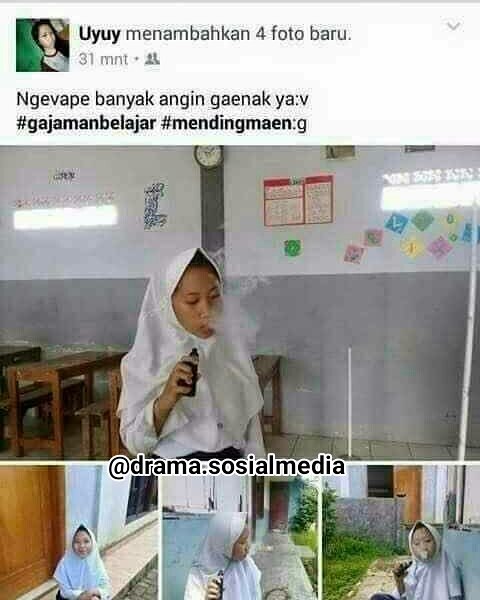 Uyuy menambahkan 4 foto baru.
31 mnt
Ngevape banyak angin gaenak ya:v
#gajamanbelajar #mendingmaen:g
@drama.sosialmedia